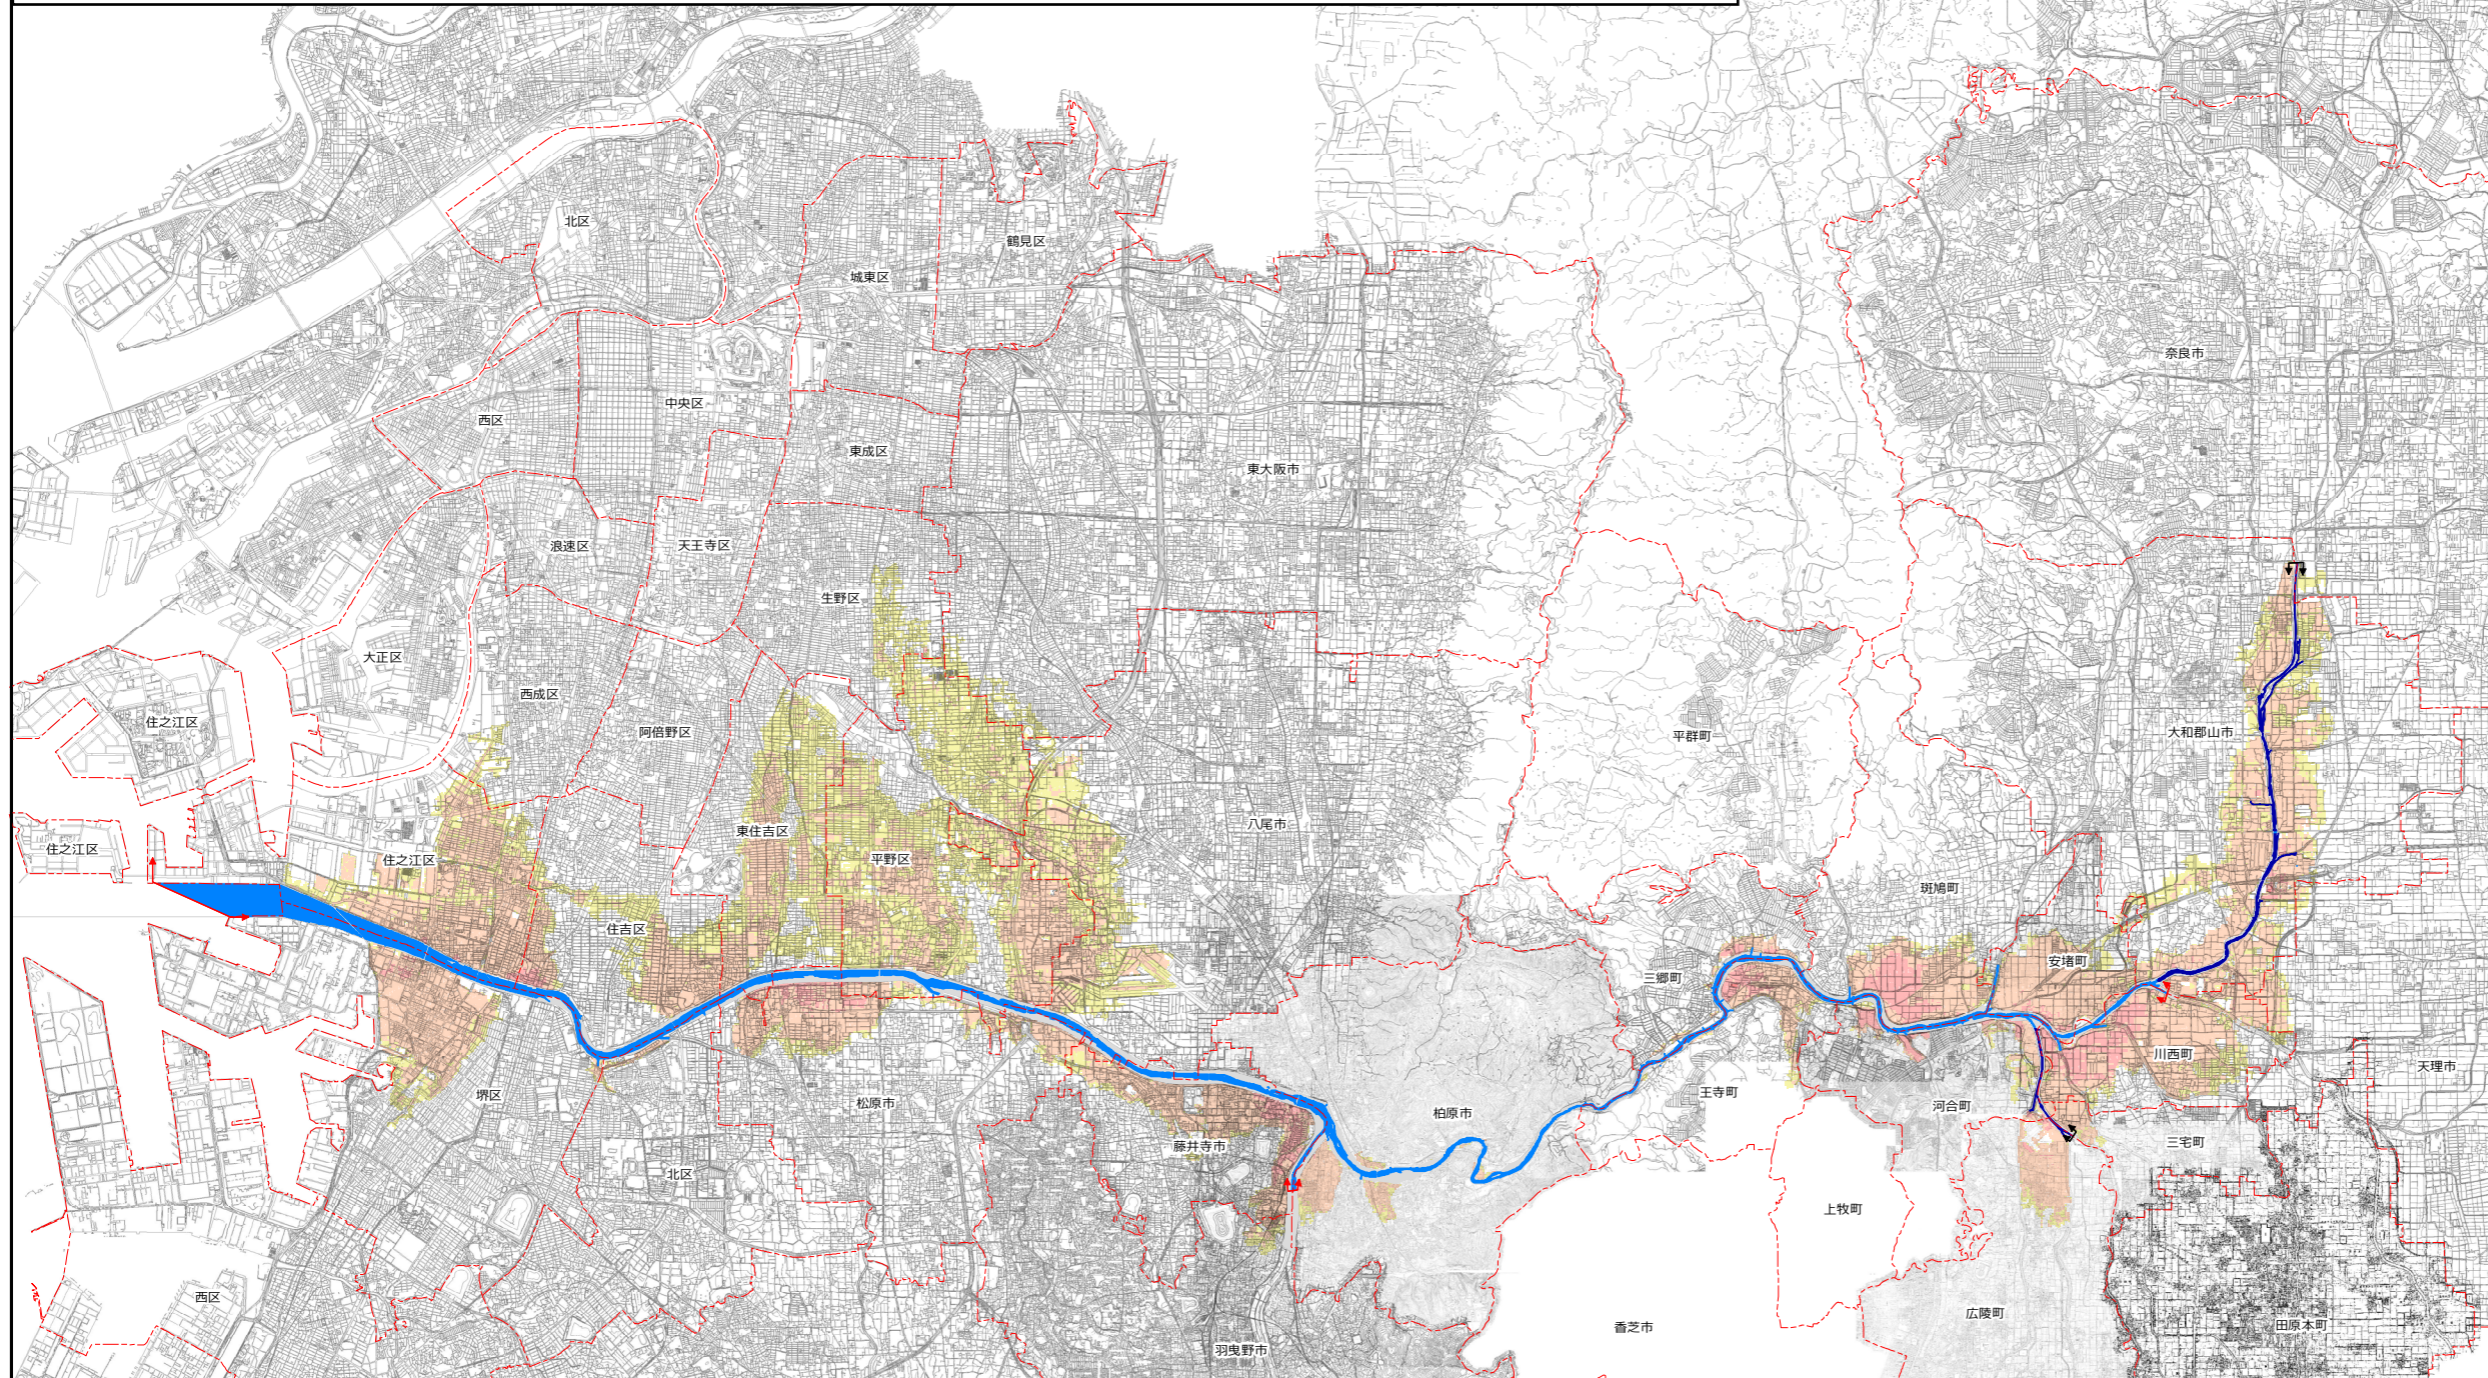 北区
鶴見区
城東区
奈良市
中央区
西区
東成区
東大阪市
浪速区
天王寺区
生野区
大正区
西成区
住之江区
阿倍野区
平群町
大和郡山市
東住吉区
八尾市
住之江区
住之江区
平野区
斑鳩町
住吉区
安堵町
三郷町
川西町
天理市
堺区
松原市
王寺町
河合町
柏原市
藤井寺市
三宅町
北区
上牧町
西区
広陵町
香芝市
田原本町
羽曳野市